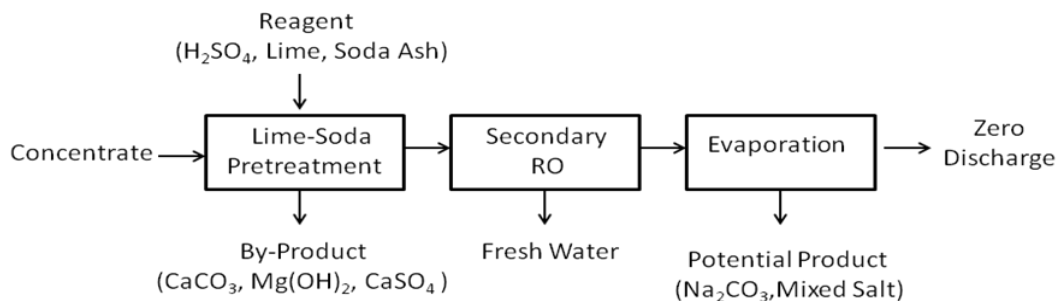 Reagent
(H₂SO₄, Lime, Soda Ash)
Concentrate
Lime-Soda
Pretreatment
Secondary
RO
Evaporation
Zero
Discharge
By-Product
(CaCO₃, Mg(OH)₂, CaSO₄ )
Fresh Water
Potential Product
(Na₂CO₃,Mixed Salt)